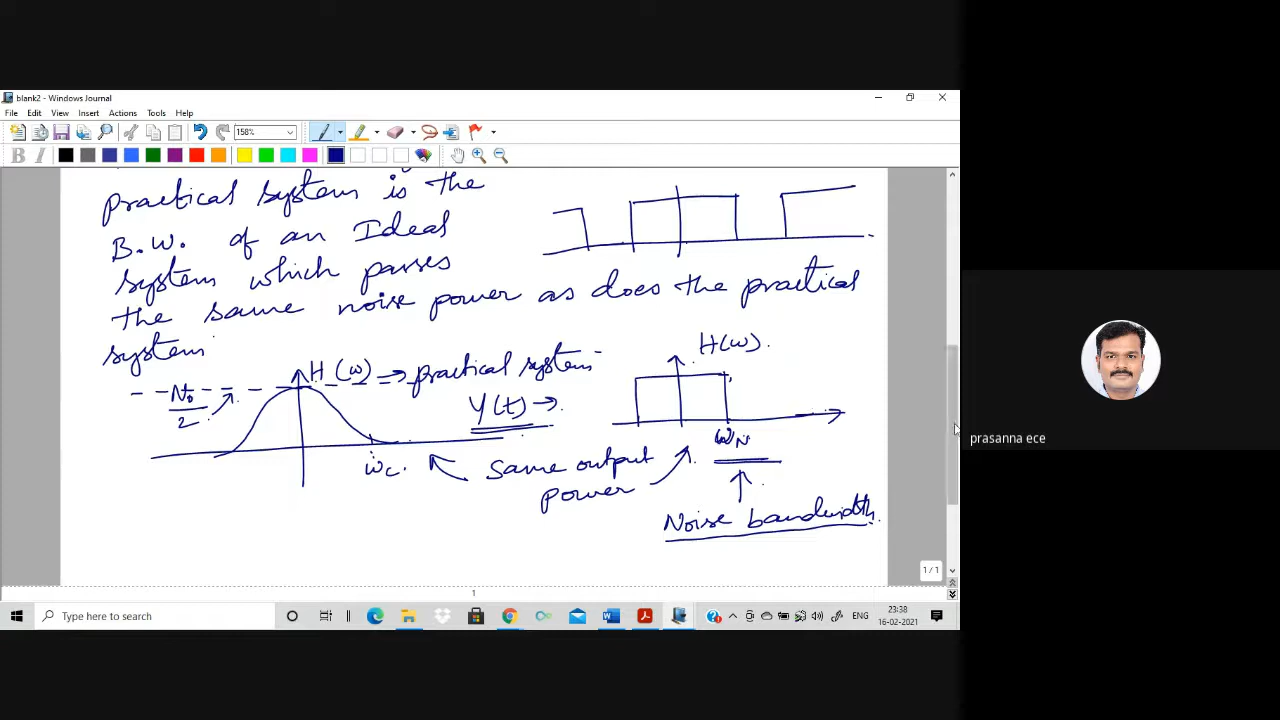 blank2 - Windows Journal
File Edit View Insert Actions Tools Help
158%
B I
practical system is the
B.W. of an Ideal
system which passes
the same noise power as does the practical
system
H(ω) → practical system
H(ω).
N0
2
Y(t) →
ωc.
ωN
same output
power
Noise bandwidth.
1 / 1
1
prasanna ece
Type here to search
ENG
23:38
16-02-2021